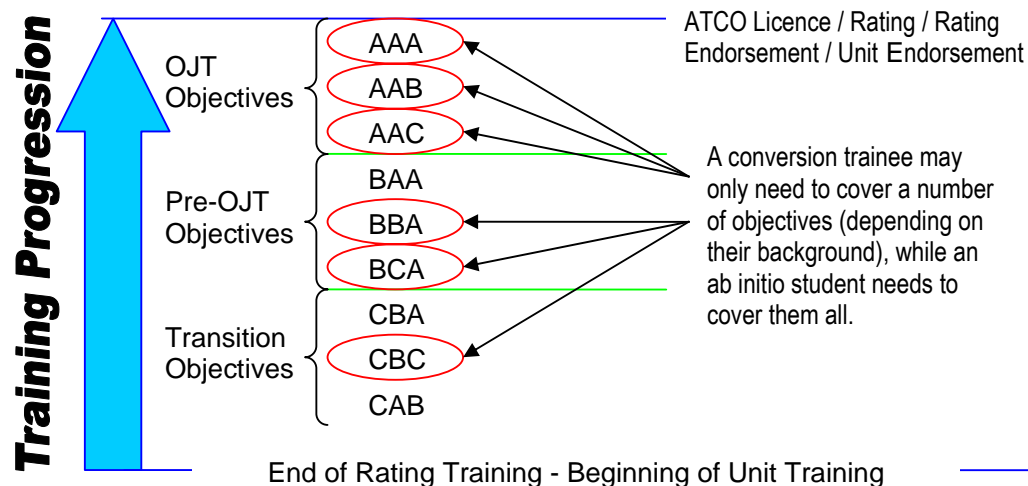 Training Progression
ATCO Licence / Rating / Rating
Endorsement / Unit Endorsement
OJT
Objectives
AAA
AAB
AAC
Pre-OJT
Objectives
BAA
BBA
BCA
Transition
Objectives
CBA
CBC
CAB
A conversion trainee may
only need to cover a number
of objectives (depending on
their background), while an
ab initio student needs to
cover them all.
End of Rating Training - Beginning of Unit Training